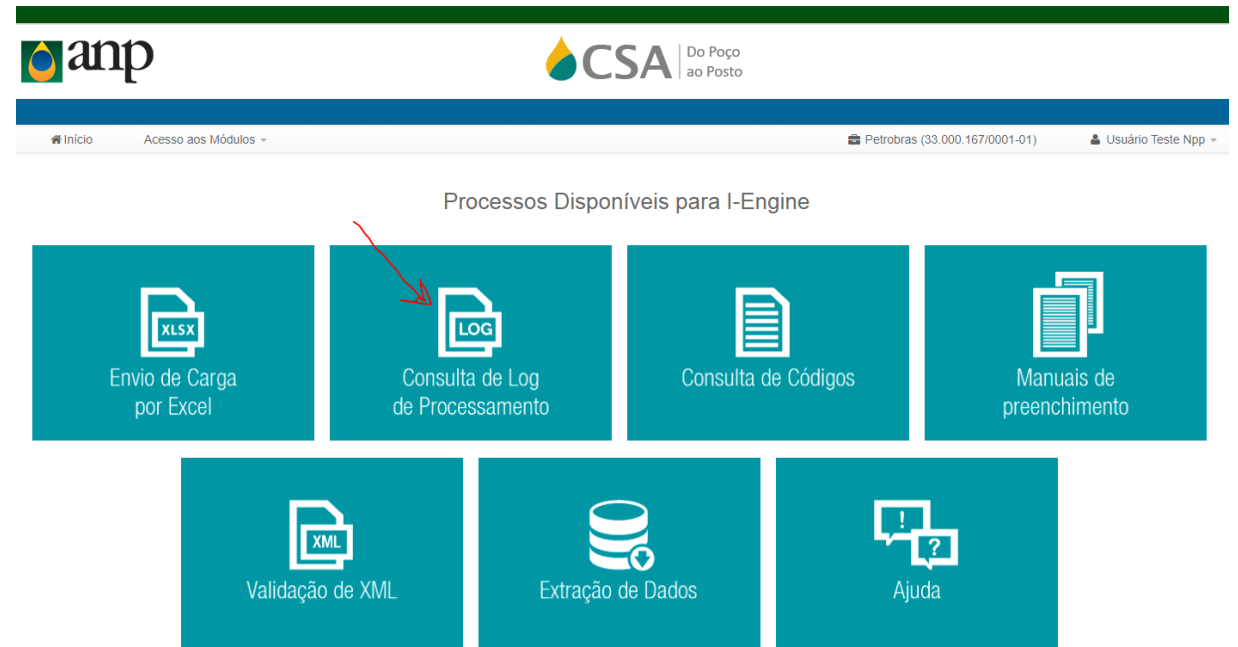 anp
CSA
Do Poço
ao Posto
Início
Acesso aos Módulos
Petrobras (33.000.167/0001-01)
Usuário Teste Npp
Processos Disponíveis para I-Engine
XLSX
Envio de Carga
por Excel
LOG
Consulta de Log
de Processamento
Consulta de Códigos
Manuais de
preenchimento
XML
Validação de XML
Extração de Dados
!
?
Ajuda